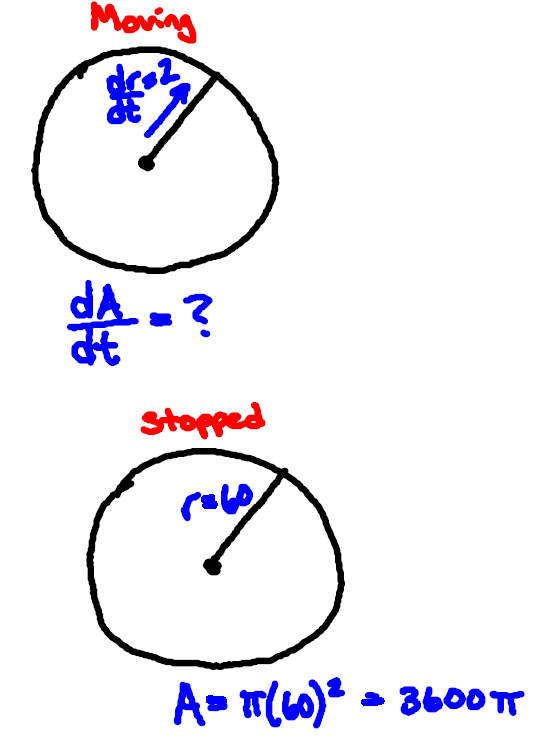 Moving
dr/dt=2
dA/dt = ?
stopped
r=60
A = π(60)² = 3600π